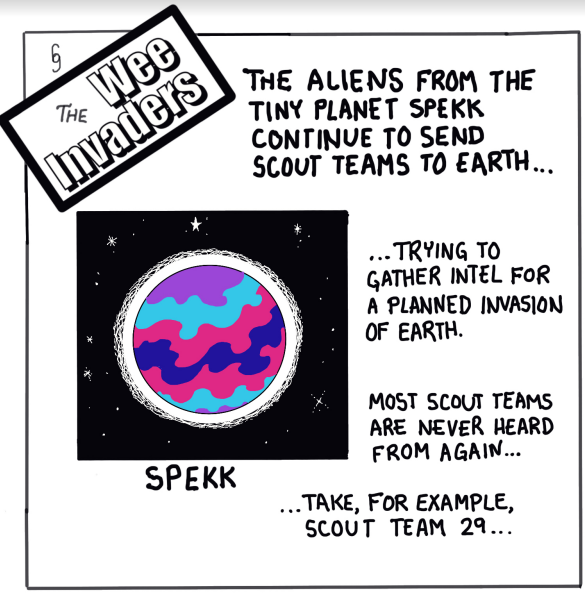 THE
Wee
Invaders
THE ALIENS FROM THE
TINY PLANET SPEKK
CONTINUE TO SEND
SCOUT TEAMS TO EARTH...
...TRYING TO
GATHER INTEL FOR
A PLANNED INVASION
OF EARTH.
MOST SCOUT TEAMS
ARE NEVER HEARD
FROM AGAIN...
SPEKK
...TAKE, FOR EXAMPLE,
SCOUT TEAM 29...